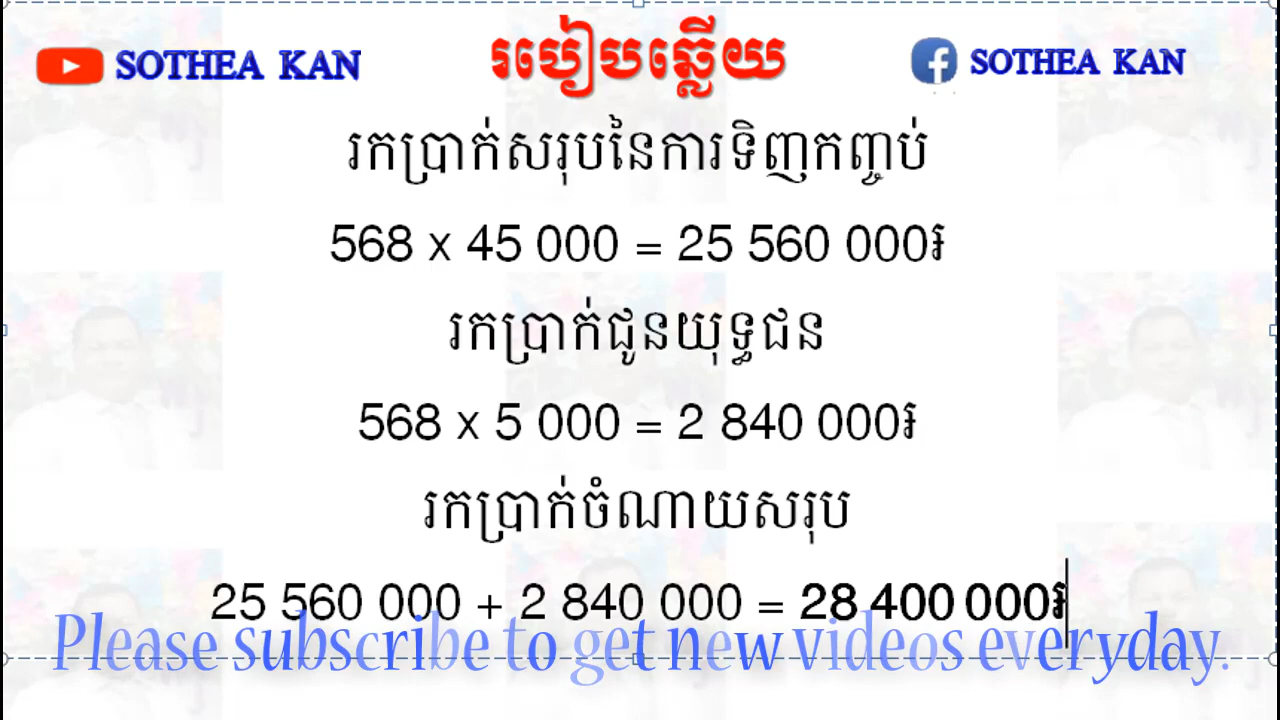 SOTHEA KAN
របៀបឆ្លើយ
SOTHEA KAN
រកប្រាក់សរុបនៃការទិញកញ្ចប់
568 x 45 000 = 25 560 000៛
រកប្រាក់ជូនយុទ្ធជន
568 x 5 000 = 2 840 000៛
រកប្រាក់ចំណាយសរុប
25 560 000 + 2 840 000 = 28 400 000៛
Please subscribe to get new videos everyday.